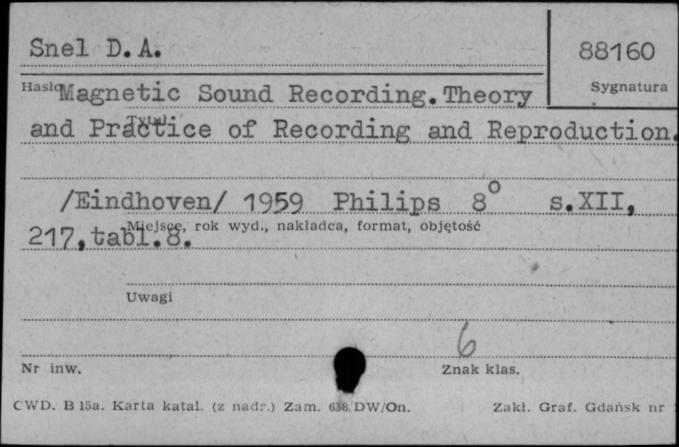 Snel D.A.
88160
Hasło
Sygnatura
Magnetic Sound Recording. Theory
Tytuł
and Practice of Recording and Reproduction.
/Eindhoven/ 1959 Philips 8° s.XII,
Miejsce, rok wyd., nakładca, format, objętość
217, tabl.8.
Uwagi
6
Nr inw.
Znak klas.
CWD. B 15a. Karta katal. (z nadr.) Zam. 638/DW/On. Zakł. Graf. Gdańsk nr